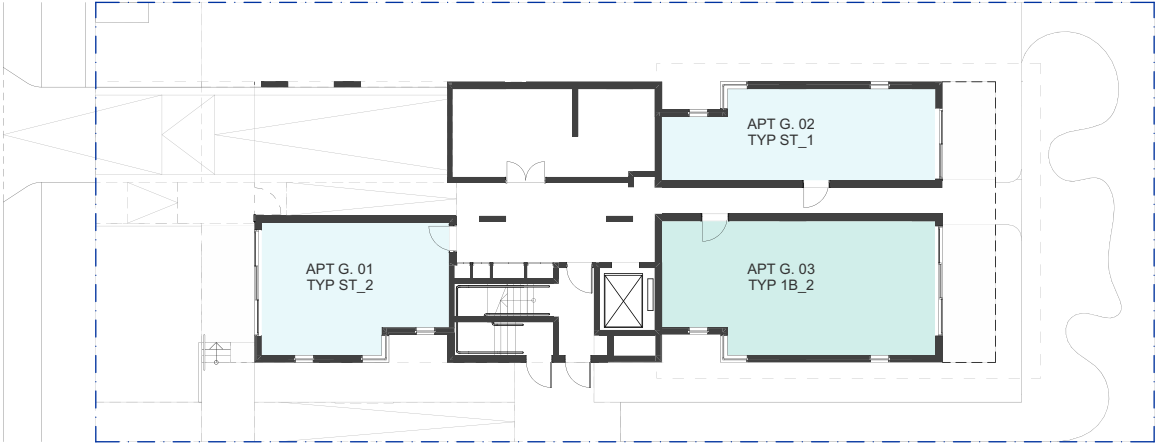 APT G. 02
TYP ST_1
APT G. 01
TYP ST_2
APT G. 03
TYP 1B_2